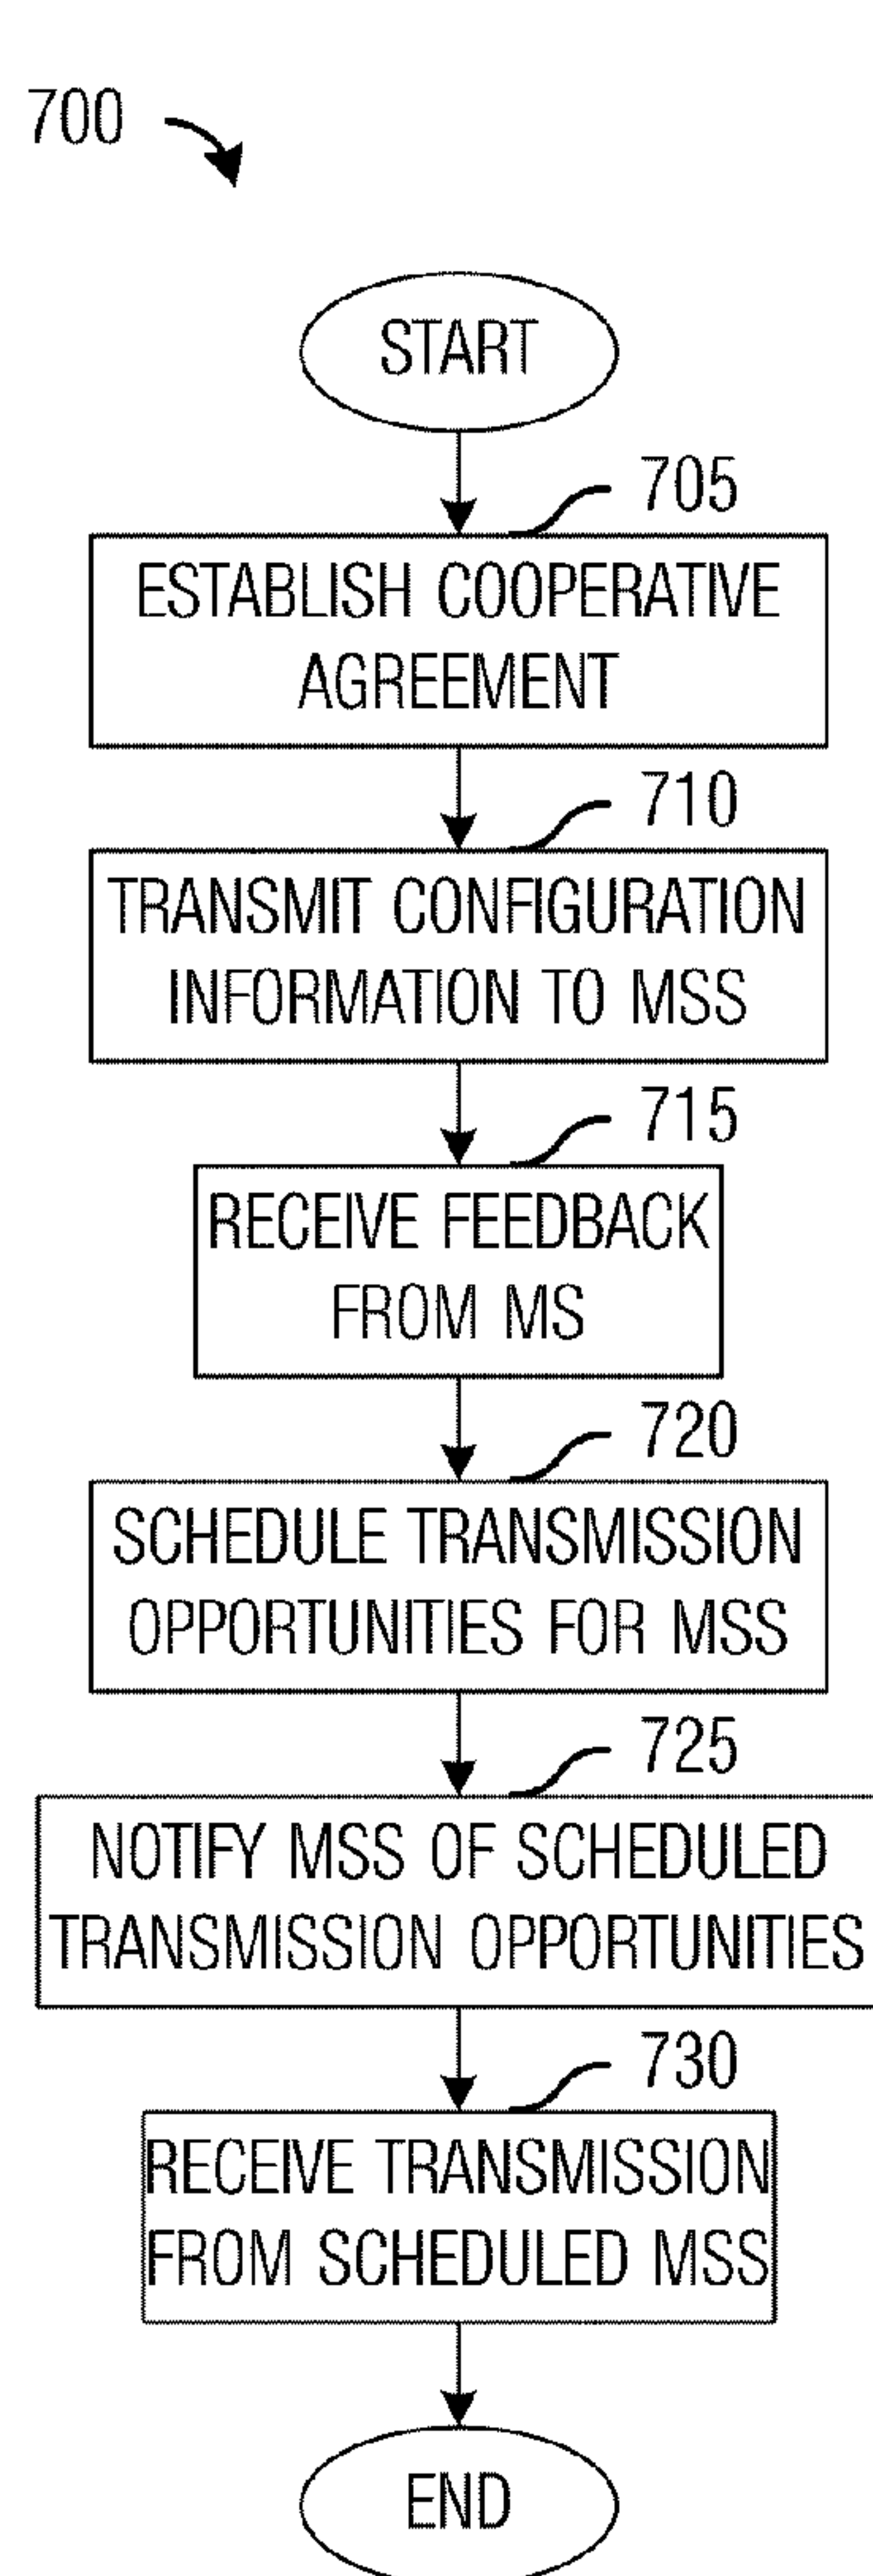 700
START
705
ESTABLISH COOPERATIVE
AGREEMENT
710
TRANSMIT CONFIGURATION
INFORMATION TO MSS
715
RECEIVE FEEDBACK
FROM MS
720
SCHEDULE TRANSMISSION
OPPORTUNITIES FOR MSS
725
NOTIFY MSS OF SCHEDULED
TRANSMISSION OPPORTUNITIES
730
RECEIVE TRANSMISSION
FROM SCHEDULED MSS
END